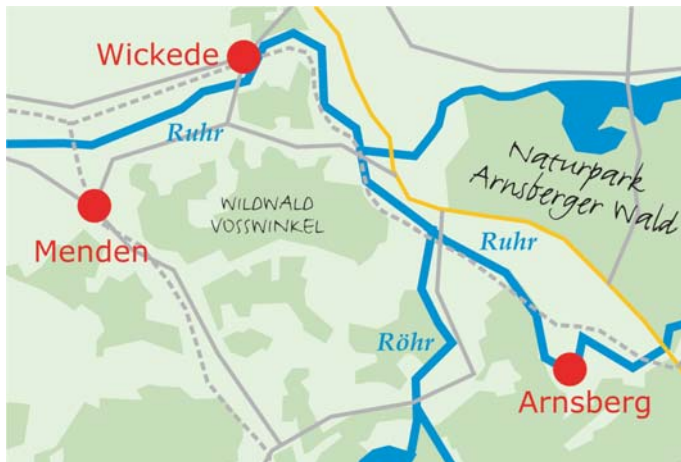 Wickede
Ruhr
Naturpark
Arnsberger Wald
WILDWALD
VOSSWINKEL
Menden
Ruhr
Röhr
Arnsberg